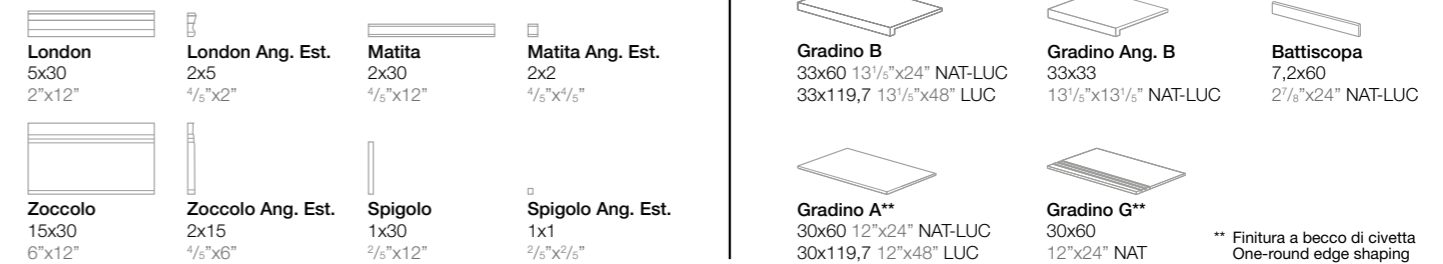 London
5x30
2”x12”
London Ang. Est.
2x5
4/5”x2”
Matita
2x30
4/5”x12”
Matita Ang. Est.
2x2
4/5”x4/5”
Zoccolo
15x30
6”x12”
Zoccolo Ang. Est.
2x15
4/5”x6”
Spigolo
1x30
2/5”x12”
Spigolo Ang. Est.
1x1
2/5”x2/5”
Gradino B
33x60 13 1/5”x24” NAT-LUC
33x119,7 13 1/5”x48” LUC
Gradino Ang. B
33x33
13 1/5”x13 1/5” NAT-LUC
Battiscopa
7,2x60
2 7/8”x24” NAT-LUC
Gradino A**
30x60 12”x24” NAT-LUC
30x119,7 12”x48” LUC
Gradino G**
30x60
12”x24” NAT
** Finitura a becco di civetta
One-round edge shaping